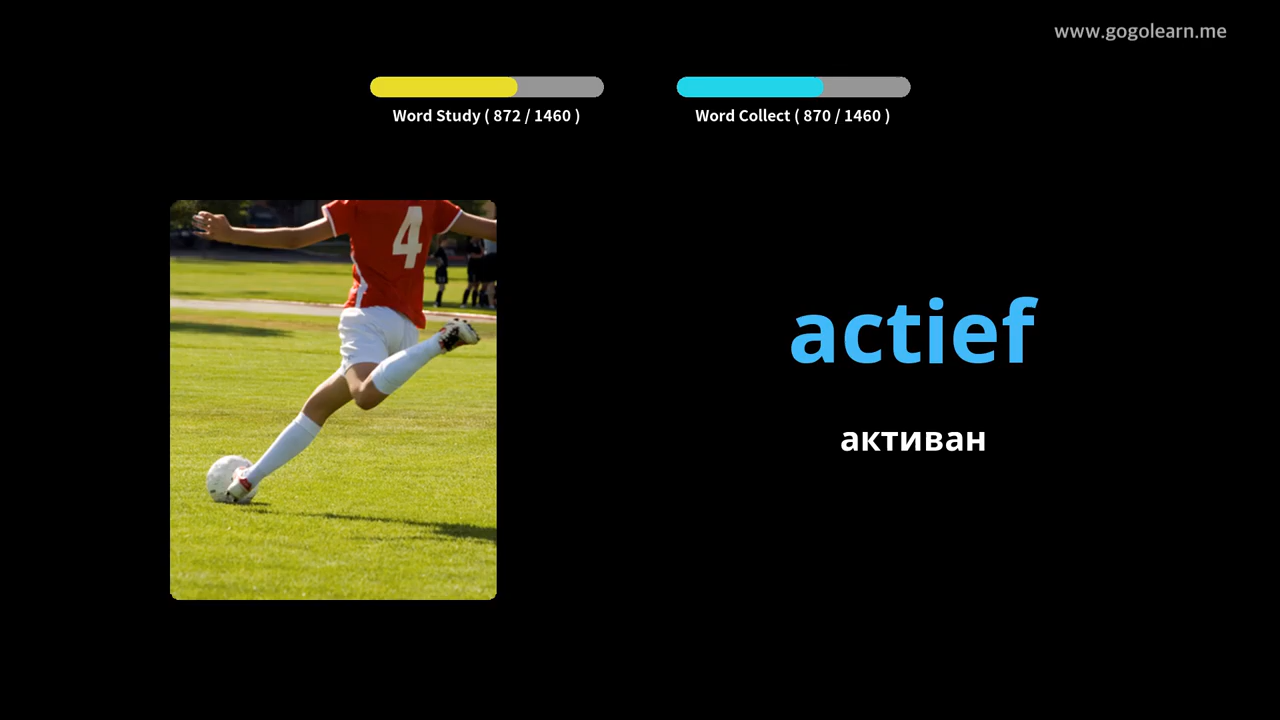 www.gogolearn.me
Word Study ( 872 / 1460 )
Word Collect ( 870 / 1460 )
4
actief
активан